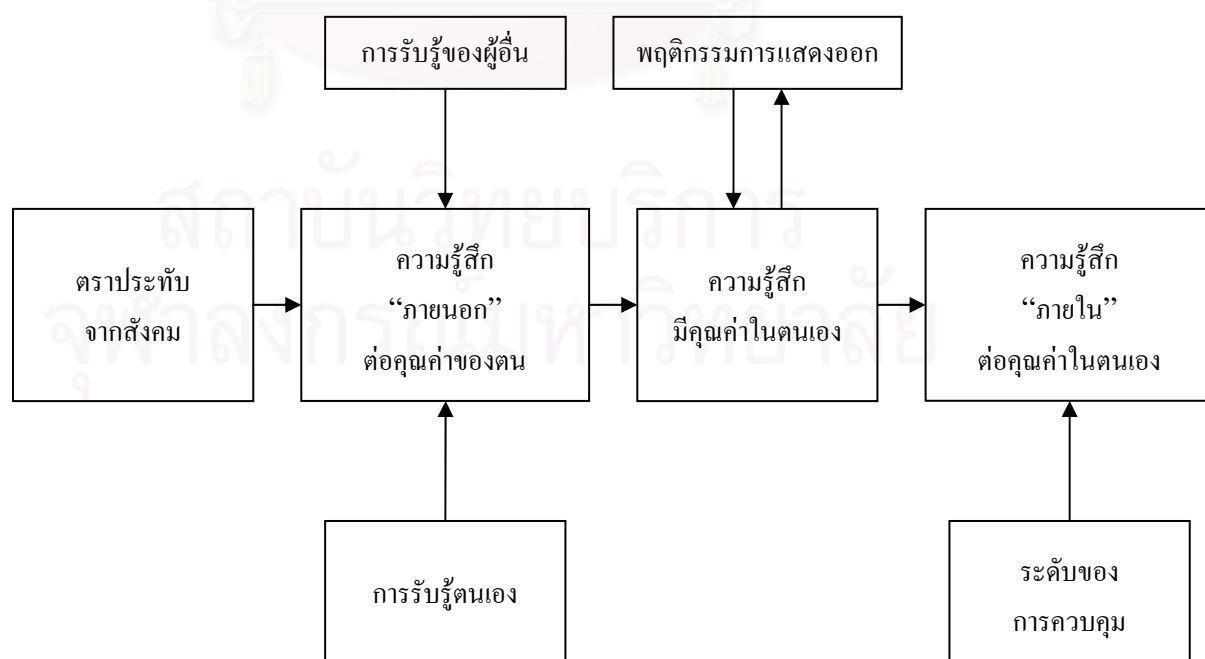 การรับรู้ของผู้อื่น
พฤติกรรมการแสดงออก
ตราประทับ
จากสังคม
ความรู้สึก
“ภายนอก”
ต่อคุณค่าของตน
ความรู้สึก
มีคุณค่าในตนเอง
ความรู้สึก
“ภายใน”
ต่อคุณค่าในตนเอง
การรับรู้ตนเอง
ระดับของ
การควบคุม
สถาบันวิทยบริการ
จุฬาลงกรณ์มหาวิทยาลัย